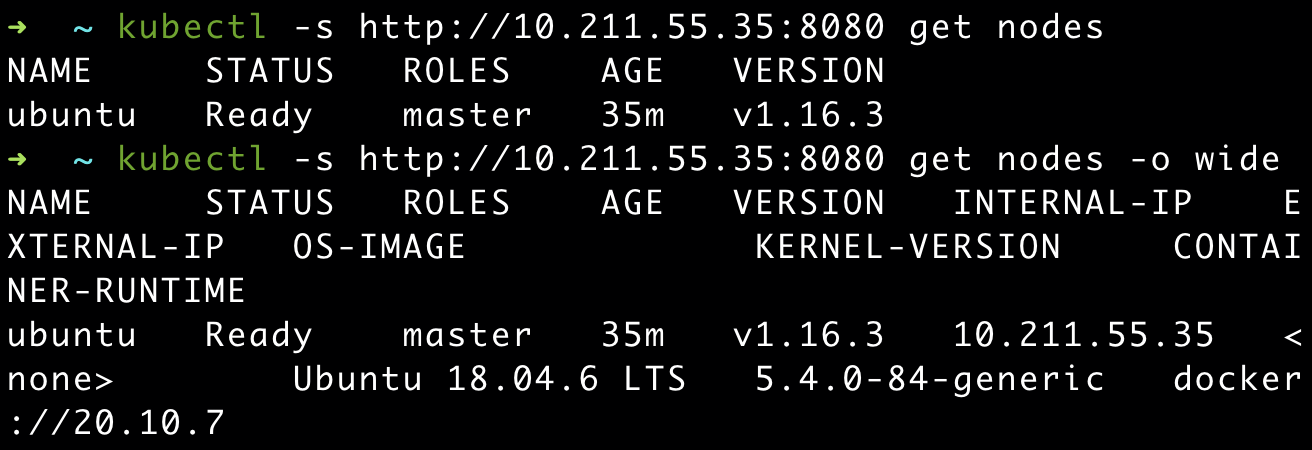 ➜  ~ kubectl -s http://10.211.55.35:8080 get nodes
NAME     STATUS   ROLES    AGE   VERSION
ubuntu   Ready    master   35m   v1.16.3
➜  ~ kubectl -s http://10.211.55.35:8080 get nodes -o wide
NAME     STATUS   ROLES    AGE   VERSION   INTERNAL-IP    E
XTERNAL-IP   OS-IMAGE             KERNEL-VERSION     CONTAI
NER-RUNTIME
ubuntu   Ready    master   35m   v1.16.3   10.211.55.35   <
none>        Ubuntu 18.04.6 LTS   5.4.0-84-generic   docker
://20.10.7